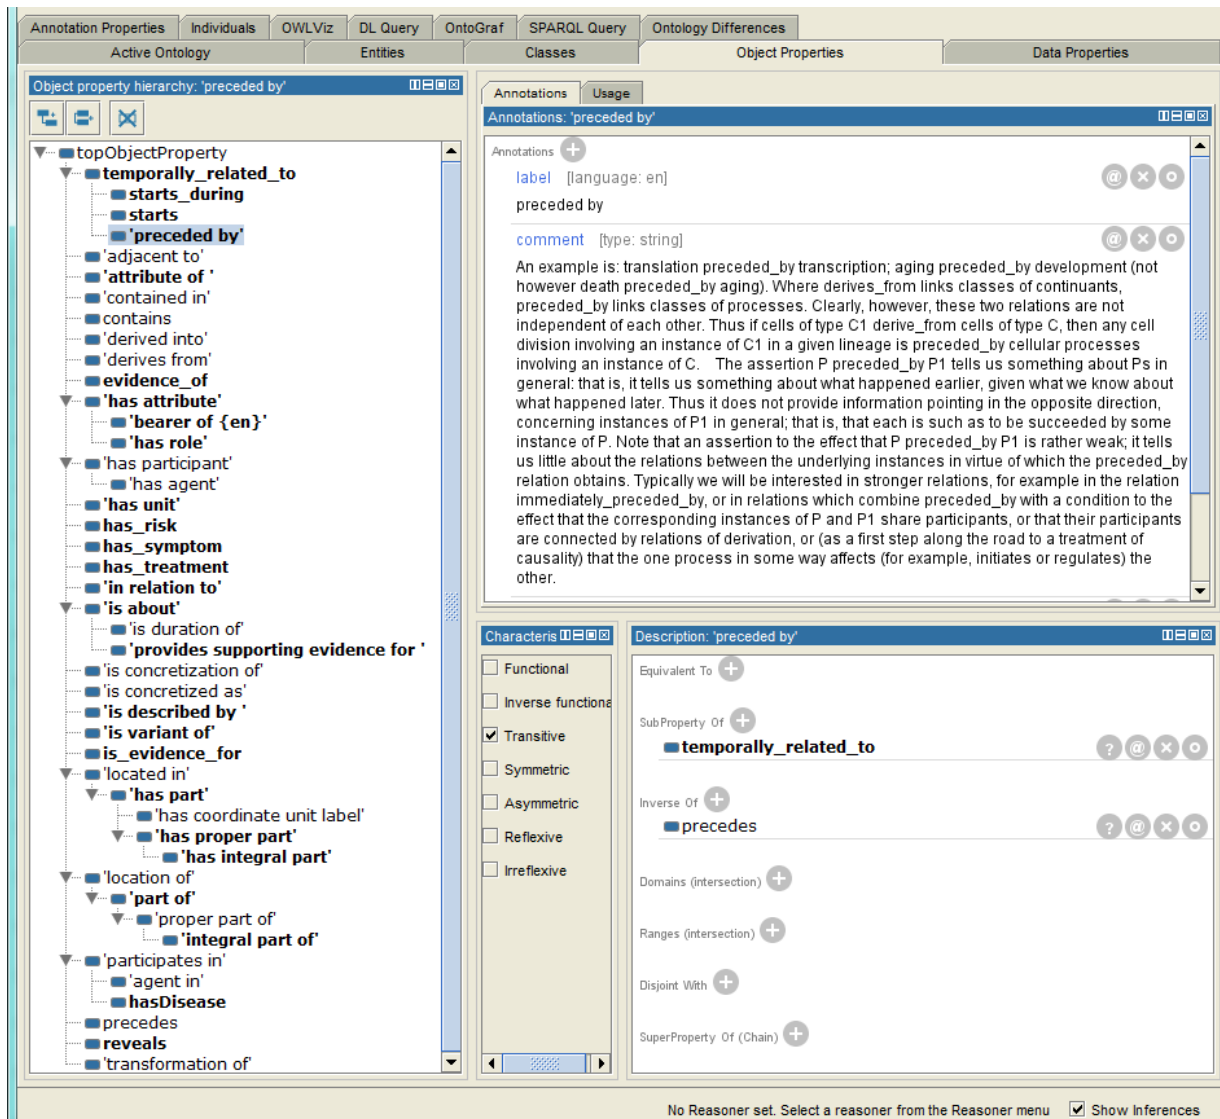 Annotation Properties Individuals OWLViz DL Query OntoGraf SPARQL Query Ontology Differences
Active Ontology Entities Classes Object Properties Data Properties
Object property hierarchy: 'preceded by'
topObjectProperty
temporally_related_to
starts_during
starts
'preceded by'
'adjacent to'
'attribute of '
'contained in'
contains
'derived into'
'derives from'
evidence_of
'has attribute'
'bearer of {en}'
'has role'
'has participant'
'has agent'
'has unit'
has_risk
has_symptom
has_treatment
'in relation to'
'is about'
'is duration of'
'provides supporting evidence for '
'is concretization of'
'is concretized as'
'is described by '
'is variant of'
is_evidence_for
'located in'
'has part'
'has coordinate unit label'
'has proper part'
'has integral part'
'location of'
'part of'
'proper part of'
'integral part of'
'participates in'
'agent in'
hasDisease
precedes
reveals
'transformation of'
Annotations Usage
Annotations: 'preceded by'
Annotations
label [language: en]
preceded by
comment [type: string]
An example is: translation preceded_by transcription; aging preceded_by development (not
however death preceded_by aging). Where derives_from links classes of continuants,
preceded_by links classes of processes. Clearly, however, these two relations are not
independent of each other. Thus if cells of type C1 derive_from cells of type C, then any cell
division involving an instance of C1 in a given lineage is preceded_by cellular processes
involving an instance of C. The assertion P preceded_by P1 tells us something about Ps in
general: that is, it tells us something about what happened earlier, given what we know about
what happened later. Thus it does not provide information pointing in the opposite direction,
concerning instances of P1 in general; that is, that each is such as to be succeeded by some
instance of P. Note that an assertion to the effect that P preceded_by P1 is rather weak; it tells
us little about the relations between the underlying instances in virtue of which the preceded_by
relation obtains. Typically we will be interested in stronger relations, for example in the relation
immediately_preceded_by, or in relations which combine preceded_by with a condition to the
effect that the corresponding instances of P and P1 share participants, or that their participants
are connected by relations of derivation, or (as a first step along the road to a treatment of
causality) that the one process in some way affects (for example, initiates or regulates) the
other.
Characteris
Functional
Inverse functiona
Transitive
Symmetric
Asymmetric
Reflexive
Irreflexive
Description: 'preceded by'
Equivalent To
SubProperty Of
temporally_related_to
Inverse Of
precedes
Domains (intersection)
Ranges (intersection)
Disjoint With
SuperProperty Of (Chain)
No Reasoner set. Select a reasoner from the Reasoner menu Show Inferences